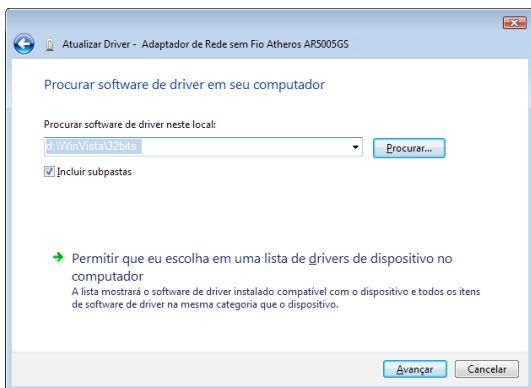 Atualizar Driver - Adaptador de Rede sem Fio Atheros AR5005GS
Procurar software de driver em seu computador
Procurar software de driver neste local:
d:\WinVista\32bits
Procurar...
Incluir subpastas
Permitir que eu escolha em uma lista de drivers de dispositivo no
computador
A lista mostrará o software de driver instalado compatível com o dispositivo e todos os itens
de software de driver na mesma categoria que o dispositivo.
Avançar
Cancelar